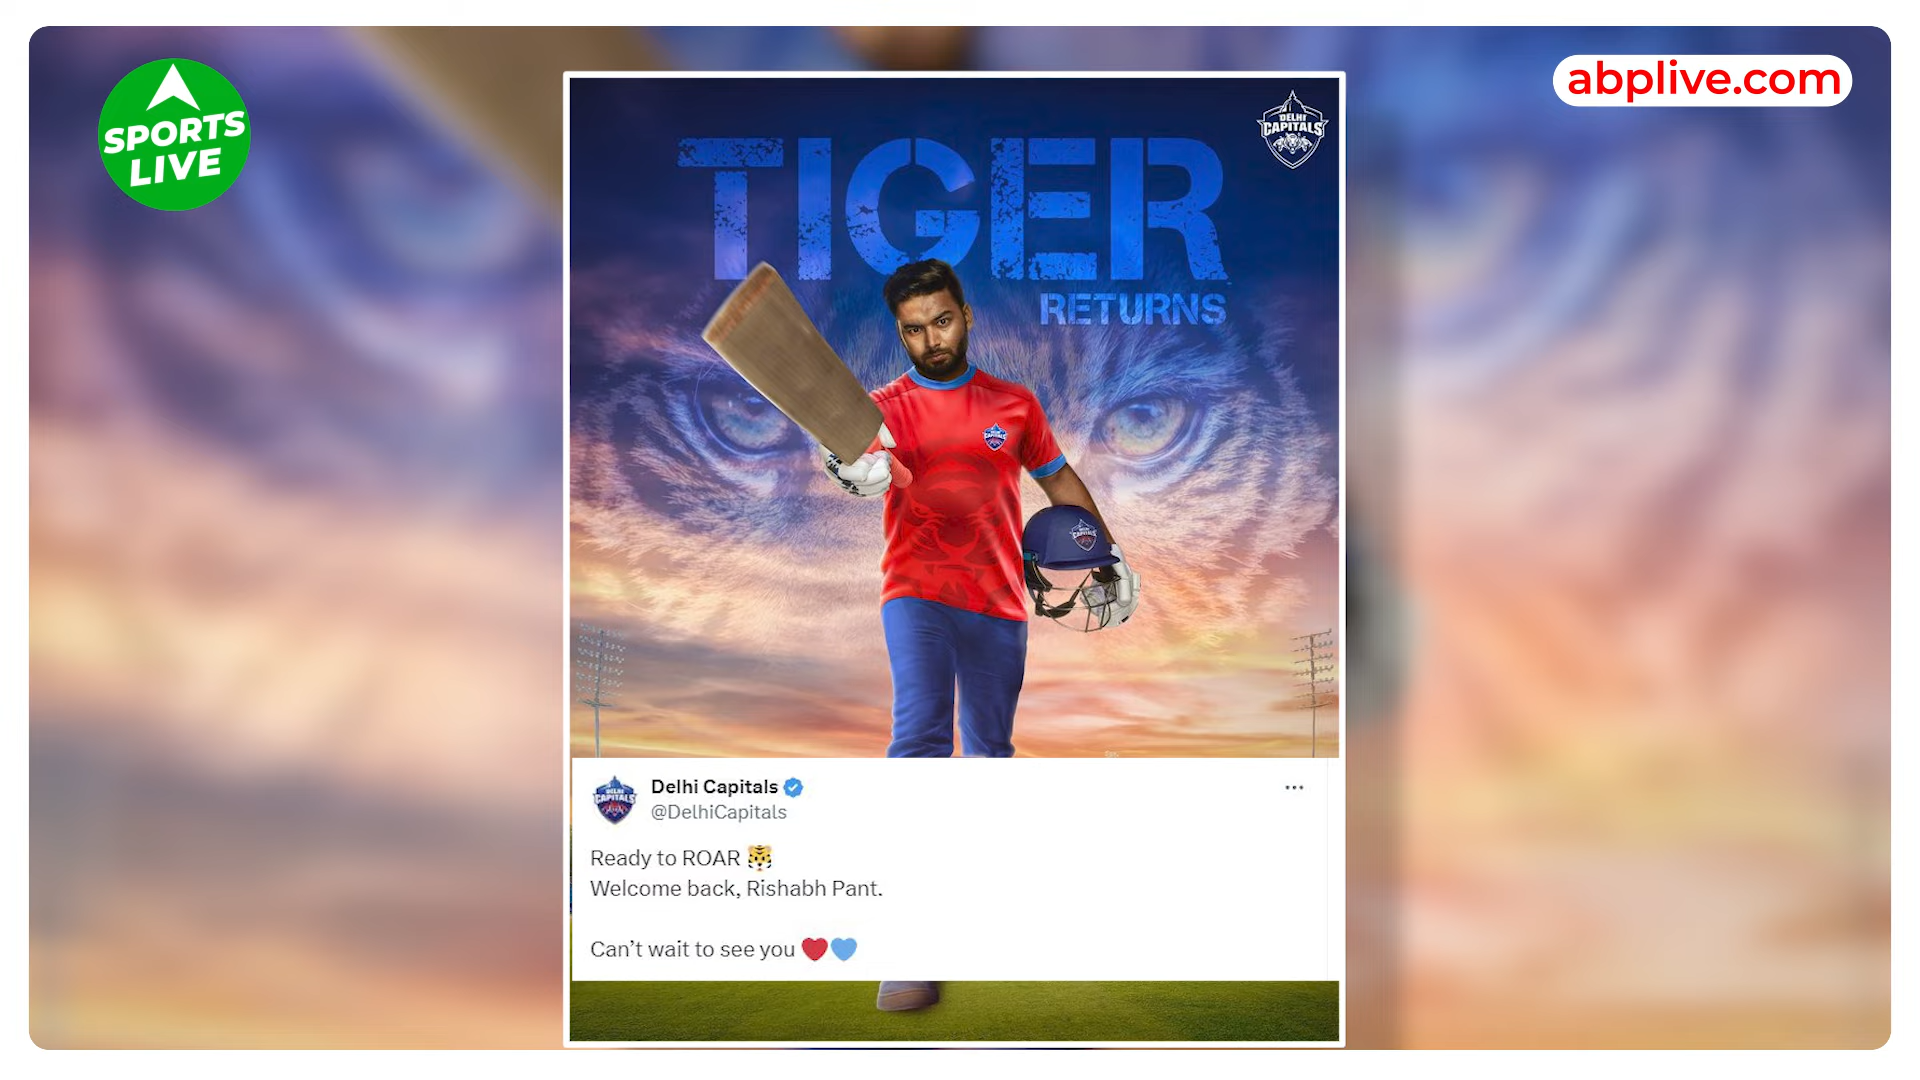 SPORTS
LIVE
abplive.com
DELHI
CAPITALS
TIGER
RETURNS
Delhi Capitals
@DelhiCapitals
Ready to ROAR 🐯
Welcome back, Rishabh Pant.
Can’t wait to see you ❤️💙